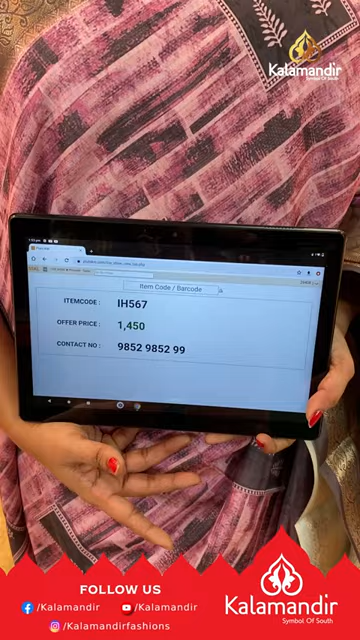 Kalamandir
Symbol Of South
Item Code / Barcode
ITEMCODE : IH567
OFFER PRICE : 1,450
CONTACT NO : 9852 9852 99
FOLLOW US
/Kalamandir /Kalamandir
/Kalamandirfashions
Kalamandir
Symbol Of South